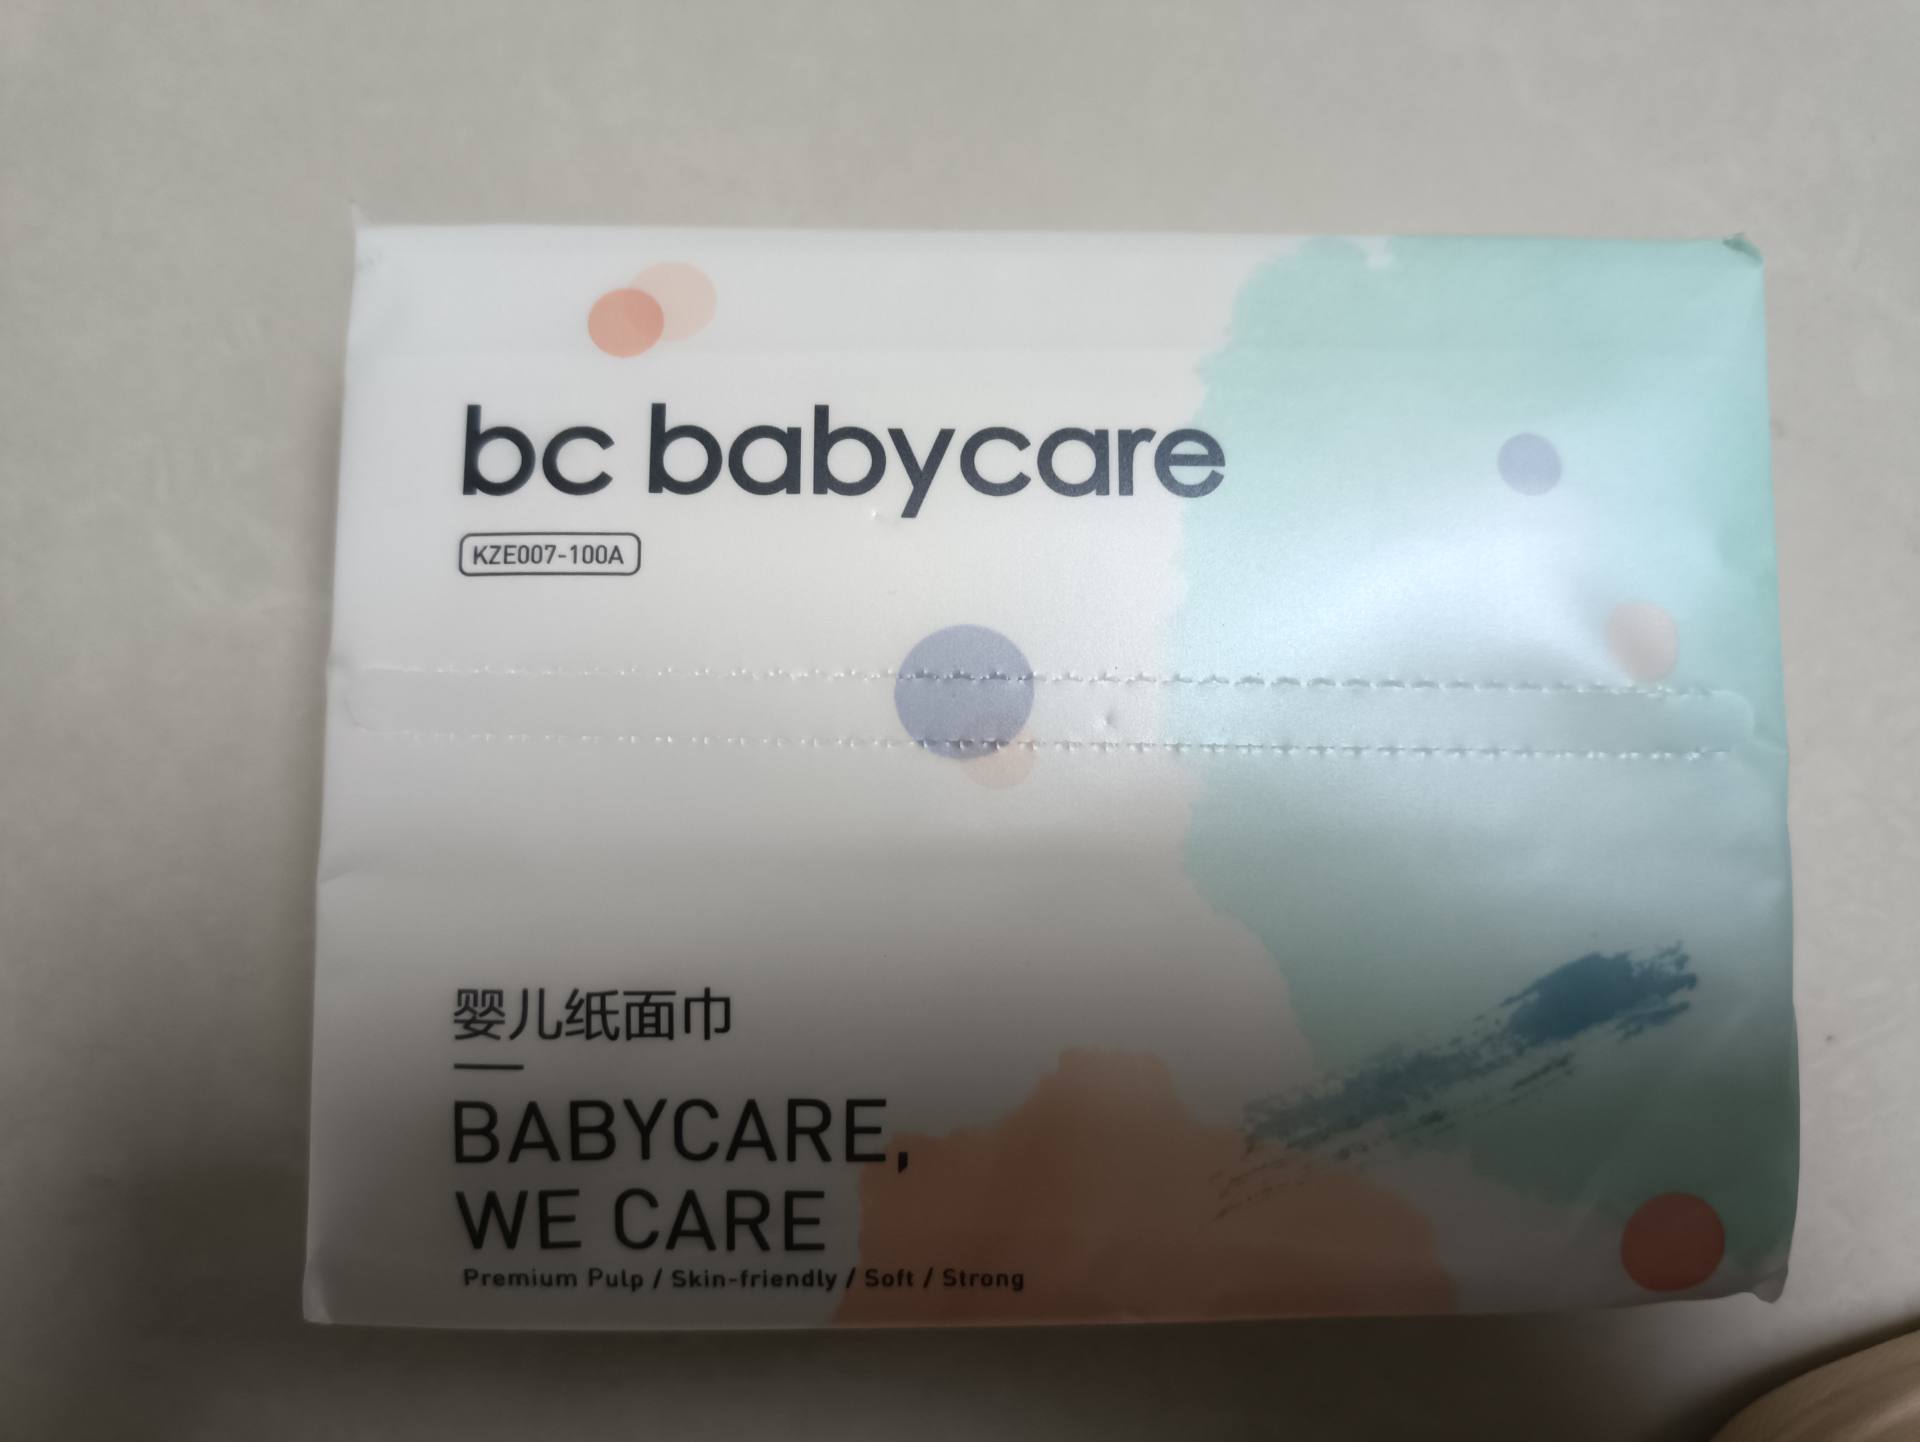 bc babycare
KZE007-100A
婴儿纸面巾
BABYCARE,
WE CARE
Premium Pulp / Skin-friendly / Soft / Strong